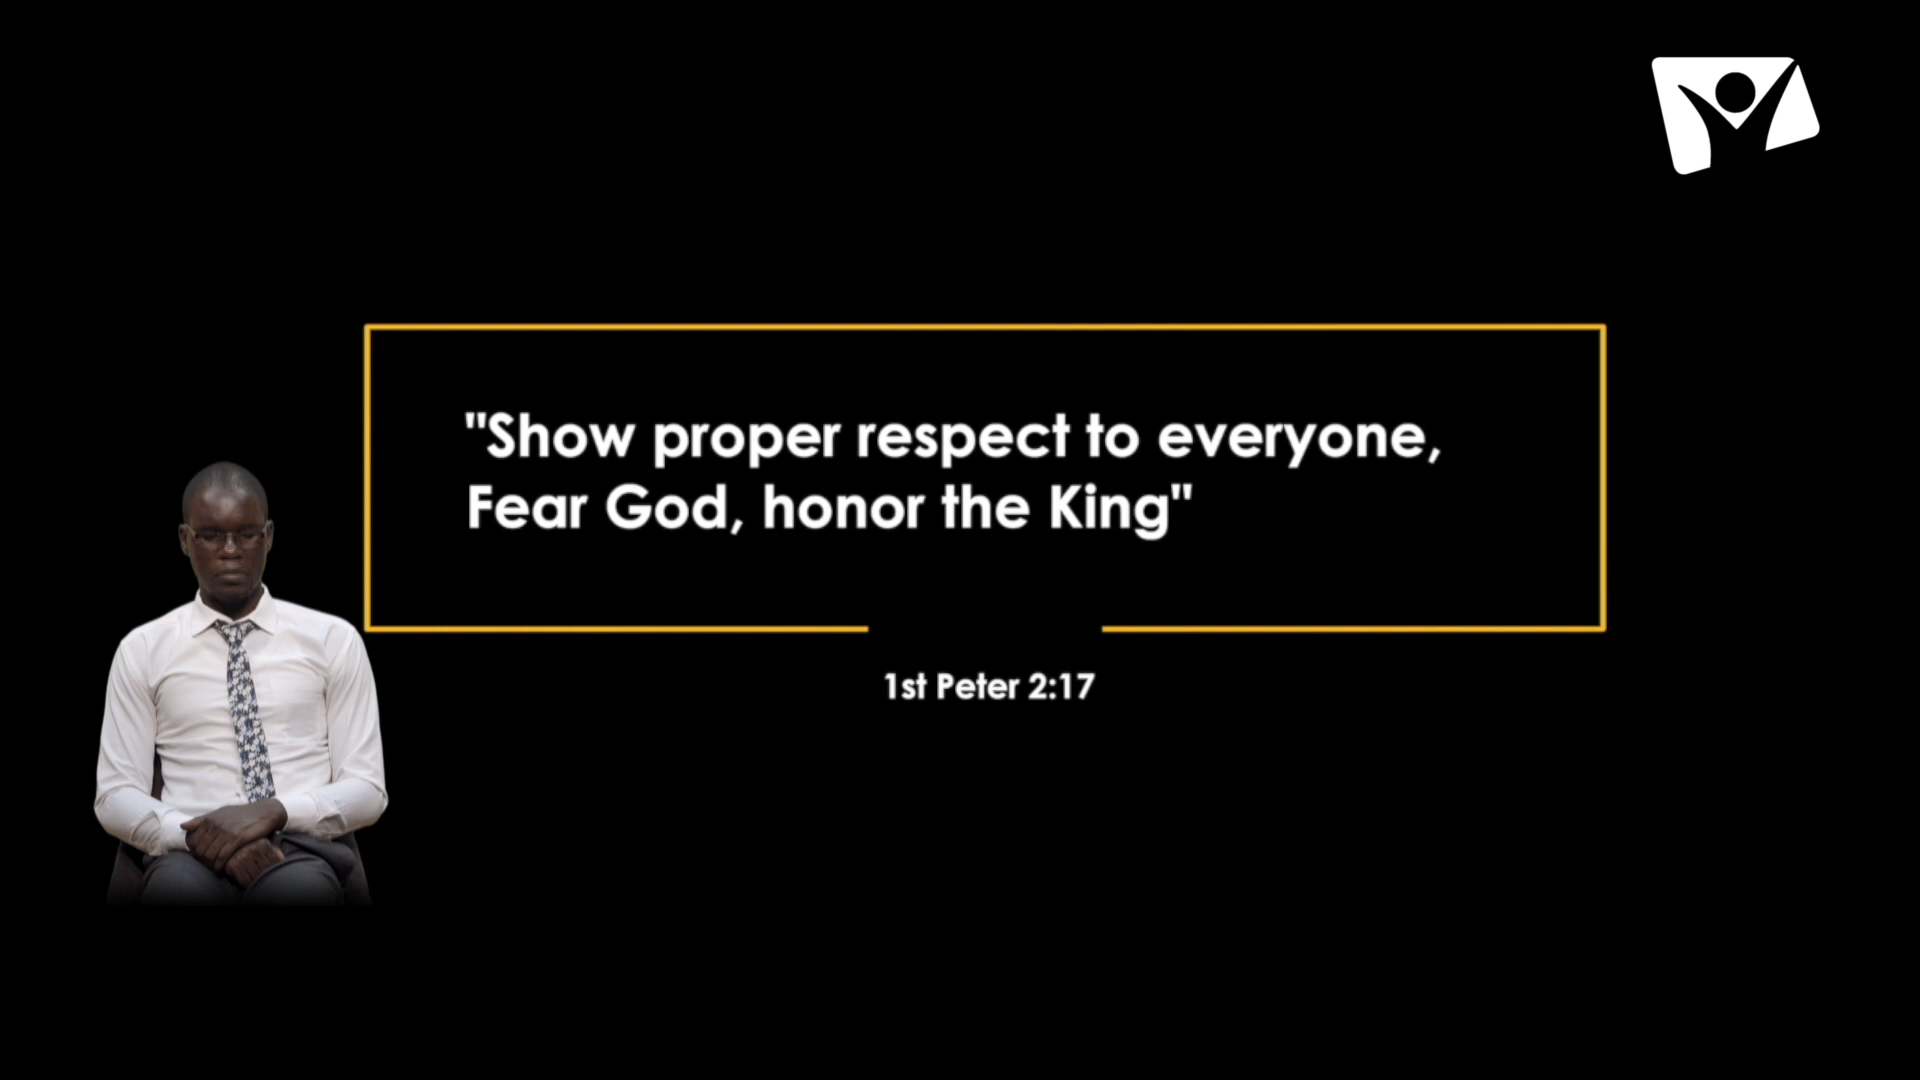 "Show proper respect to everyone,
Fear God, honor the King"
1st Peter 2:17